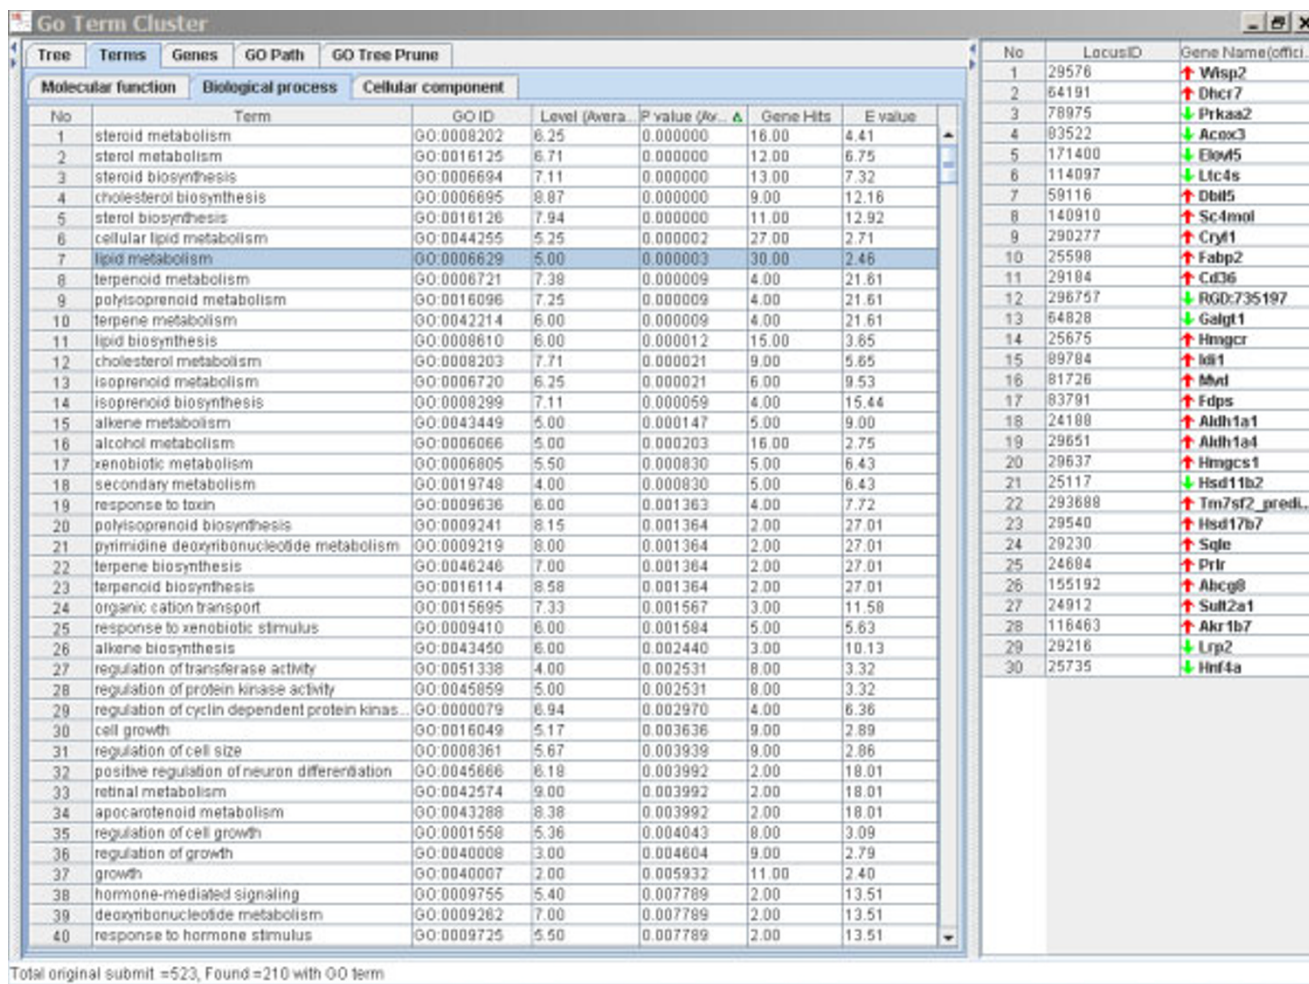 Go Term Cluster
Tree Terms Genes GO Path GO Tree Prune
Molecular function Biological process Cellular component
No Term GO ID Level (Avera... P value (Av... Gene Hits E value
1 steroid metabolism GO:0008202 6.25 0.000000 16.00 4.41
2 sterol metabolism GO:0016125 6.71 0.000000 12.00 6.75
3 steroid biosynthesis GO:0006694 7.11 0.000000 13.00 7.32
4 cholesterol biosynthesis GO:0006695 8.87 0.000000 9.00 12.16
5 sterol biosynthesis GO:0016126 7.94 0.000000 11.00 12.92
6 cellular lipid metabolism GO:0044255 5.25 0.000002 27.00 2.71
7 lipid metabolism GO:0006629 5.00 0.000003 30.00 2.46
8 terpenoid metabolism GO:0006721 7.38 0.000009 4.00 21.61
9 polyisoprenoid metabolism GO:0016096 7.25 0.000009 4.00 21.61
10 terpene metabolism GO:0042214 6.00 0.000009 4.00 21.61
11 lipid biosynthesis GO:0008610 6.00 0.000012 15.00 3.65
12 cholesterol metabolism GO:0008203 7.71 0.000021 9.00 5.65
13 isoprenoid metabolism GO:0006720 6.25 0.000021 6.00 9.53
14 isoprenoid biosynthesis GO:0008299 7.11 0.000059 4.00 15.44
15 alkene metabolism GO:0043449 5.00 0.000147 5.00 9.00
16 alcohol metabolism GO:0006066 5.00 0.000203 16.00 2.75
17 xenobiotic metabolism GO:0006805 5.50 0.000830 5.00 6.43
18 secondary metabolism GO:0019748 4.00 0.000830 5.00 6.43
19 response to toxin GO:0009636 6.00 0.001363 4.00 7.72
20 polyisoprenoid biosynthesis GO:0009241 8.15 0.001364 2.00 27.01
21 pyrimidine deoxyribonucleotide metabolism GO:0009219 8.00 0.001364 2.00 27.01
22 terpene biosynthesis GO:0046246 7.00 0.001364 2.00 27.01
23 terpenoid biosynthesis GO:0016114 8.58 0.001364 2.00 27.01
24 organic cation transport GO:0015695 7.33 0.001567 3.00 11.58
25 response to xenobiotic stimulus GO:0009410 6.00 0.001584 5.00 5.63
26 alkene biosynthesis GO:0043450 6.00 0.002440 3.00 10.13
27 regulation of transferase activity GO:0051338 4.00 0.002531 8.00 3.32
28 regulation of protein kinase activity GO:0045859 5.00 0.002531 8.00 3.32
29 regulation of cyclin dependent protein kinas... GO:0000079 6.94 0.002970 4.00 6.36
30 cell growth GO:0016049 5.17 0.003636 9.00 2.89
31 regulation of cell size GO:0008361 5.67 0.003939 9.00 2.86
32 positive regulation of neuron differentiation GO:0045666 6.18 0.003992 2.00 18.01
33 retinal metabolism GO:0042574 9.00 0.003992 2.00 18.01
34 apocarotenoid metabolism GO:0043288 8.38 0.003992 2.00 18.01
35 regulation of cell growth GO:0001558 5.36 0.004043 8.00 3.09
36 regulation of growth GO:0040008 3.00 0.004604 9.00 2.79
37 growth GO:0040007 2.00 0.005932 11.00 2.40
38 hormone-mediated signaling GO:0009755 5.40 0.007789 2.00 13.51
39 deoxyribonucleotide metabolism GO:0009262 7.00 0.007789 2.00 13.51
40 response to hormone stimulus GO:0009725 5.50 0.007789 2.00 13.51
No LocusID Gene Name(offici...
1 29576 Wisp2
2 64191 Dhcr7
3 78975 Prkaa2
4 83522 Acox3
5 171400 Elovl5
6 114097 Ltc4s
7 59116 Dbil5
8 140910 Sc4mol
9 290277 Cryl1
10 25598 Fabp2
11 29184 Cd36
12 296757 RGD:735197
13 64828 Galgt1
14 25675 Hmgcr
15 89784 Idi1
16 81726 Mvd
17 83791 Fdps
18 24188 Aldh1a1
19 29651 Aldh1a4
20 29637 Hmgcs1
21 25117 Hsd11b2
22 293688 Tm7sf2_predi...
23 29540 Hsd17b7
24 29230 Sqle
25 24684 Prlr
26 155192 Abcg8
27 24912 Sult2a1
28 116463 Akr1b7
29 29216 Lrp2
30 25735 Hnf4a
Total original submit =523, Found =210 with GO term